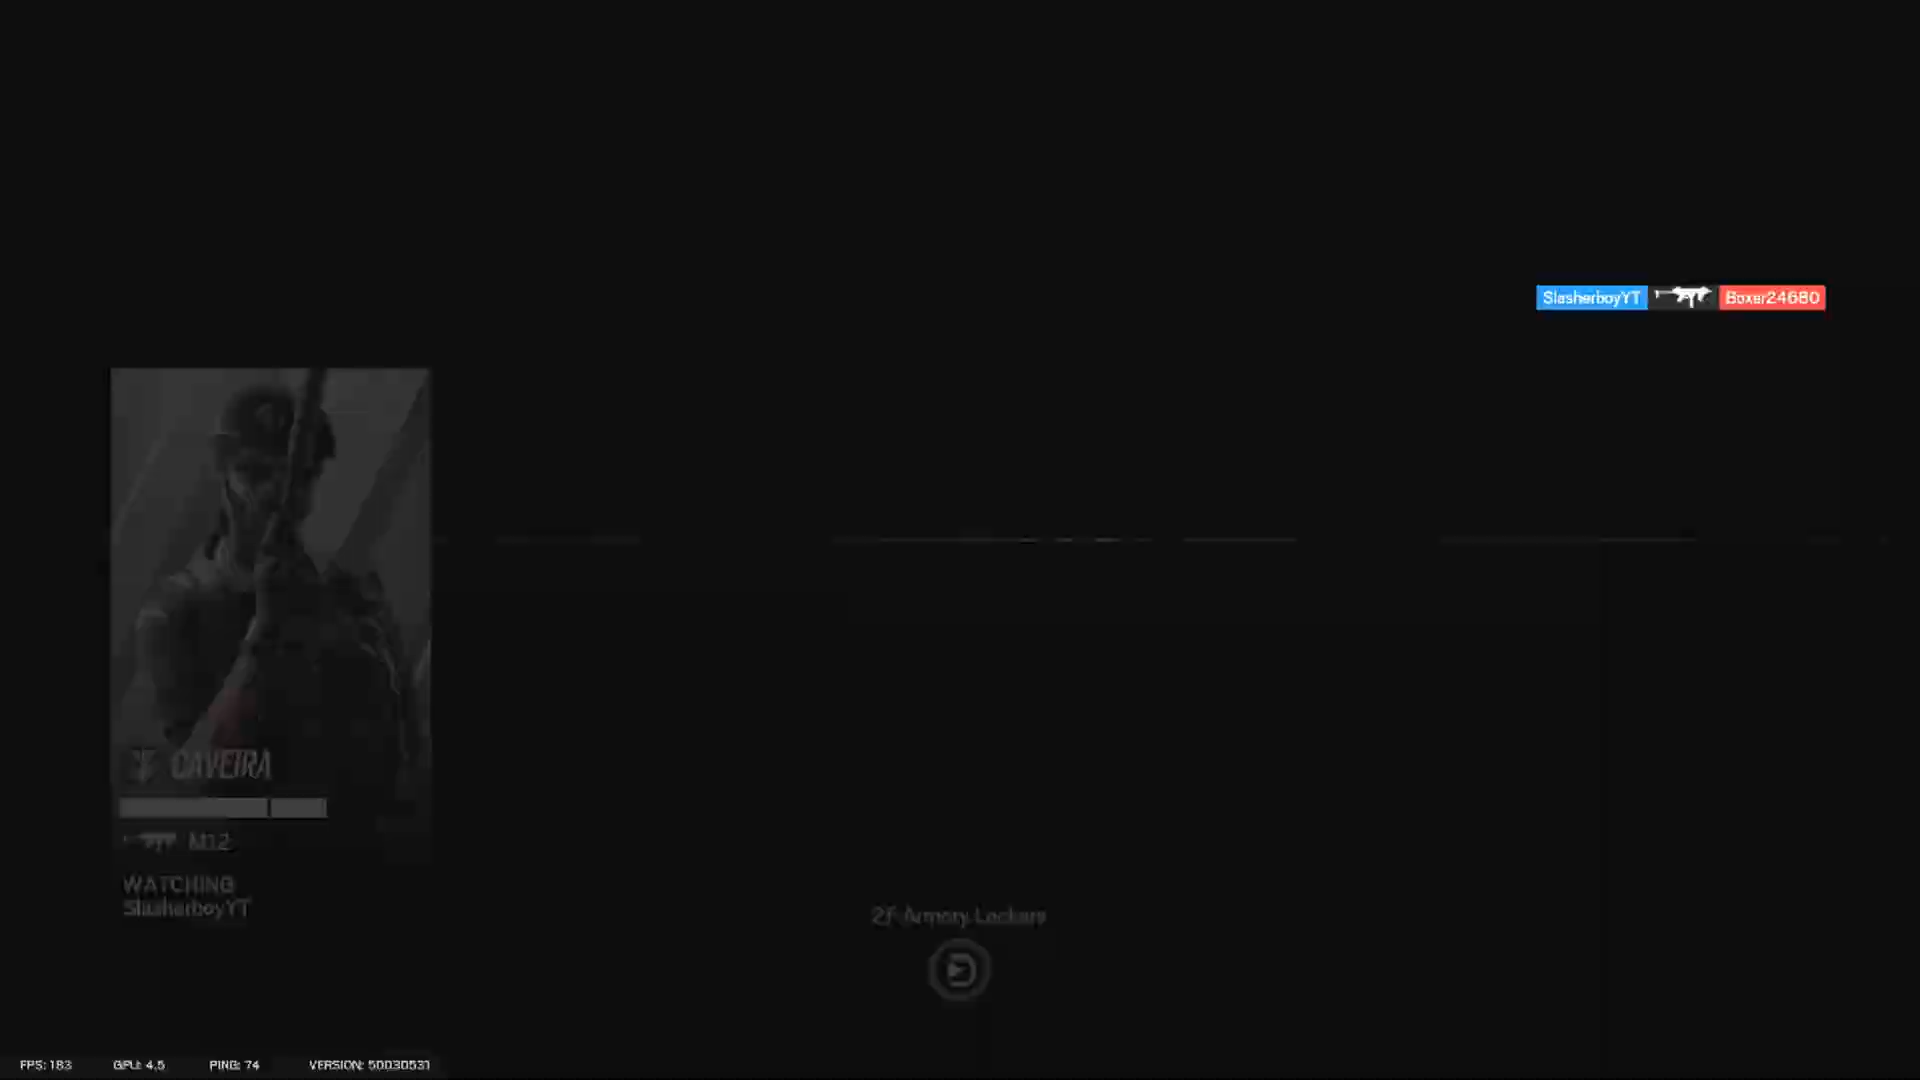 SlasherboyYT Boxer24680
CAVEIRA
M12
WATCHING
SlasherboyYT
2F Armory Lockers
FPS: 183 GPU: 4.5 PING: 74 VERSION: 50030531